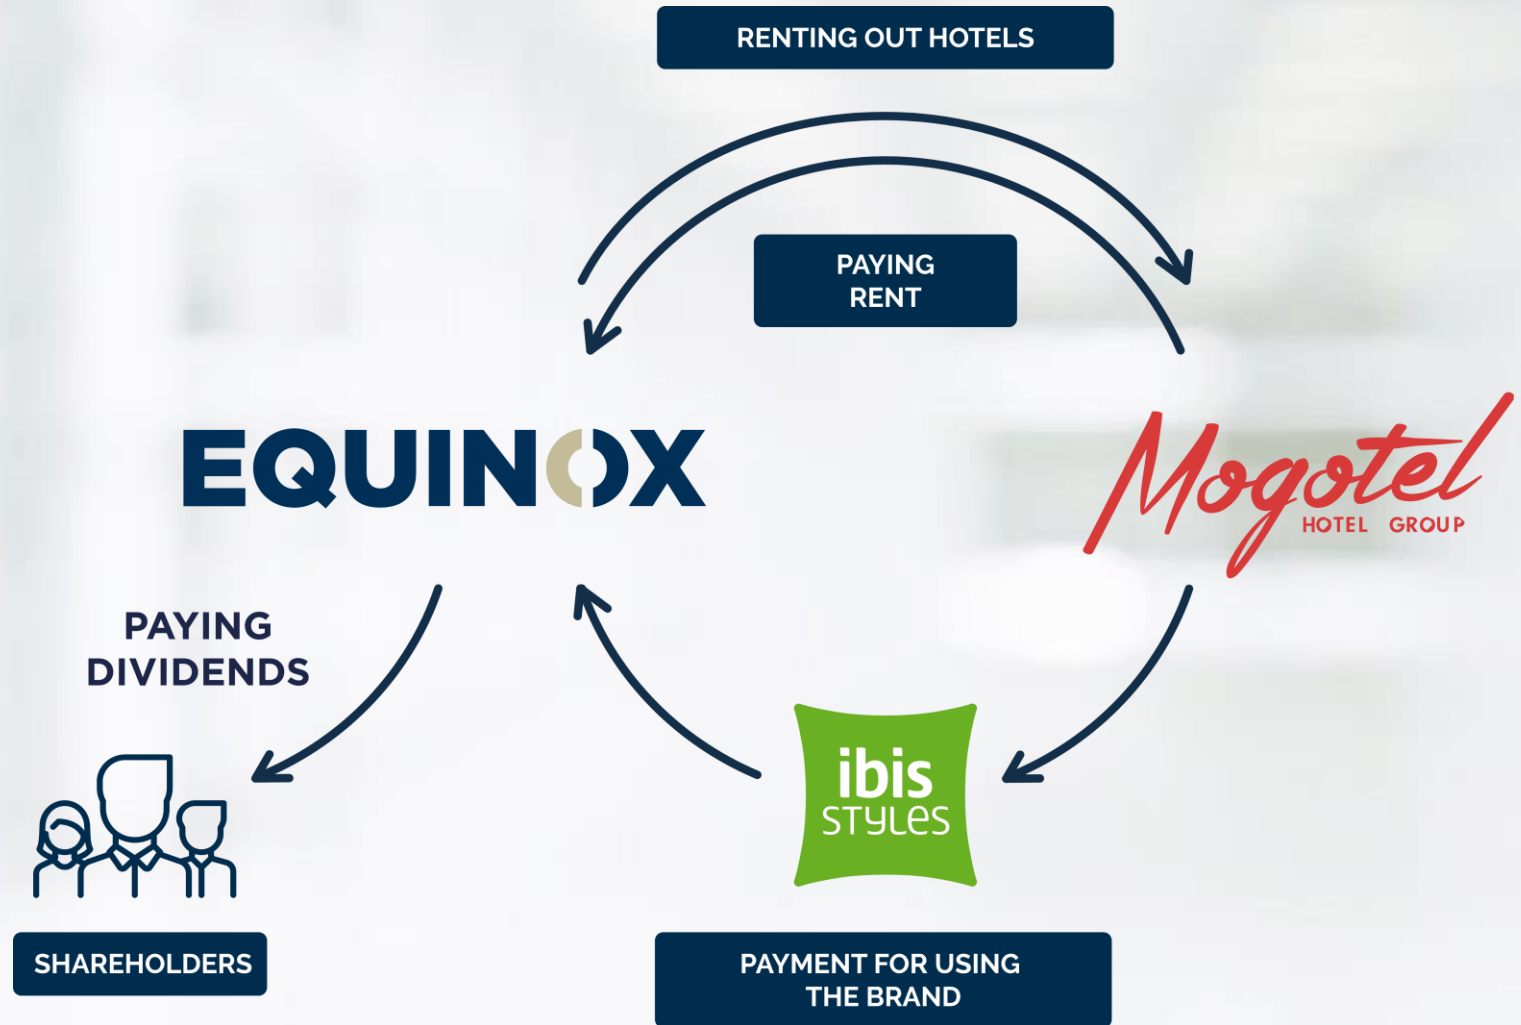 RENTING OUT HOTELS
PAYING
RENT
EQUINOX
Mogotel
HOTEL GROUP
PAYING
DIVIDENDS
ibis
STYLES
SHAREHOLDERS
PAYMENT FOR USING
THE BRAND